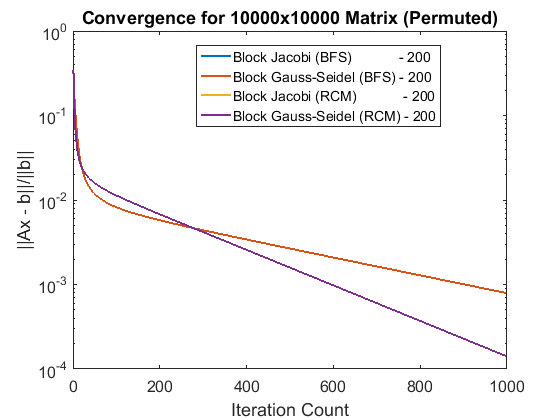 Convergence for 10000x10000 Matrix (Permuted)
Block Jacobi (BFS) - 200
Block Gauss-Seidel (BFS) - 200
Block Jacobi (RCM) - 200
Block Gauss-Seidel (RCM) - 200
||Ax - b||/||b||
10^0
10^-1
10^-2
10^-3
10^-4
0 200 400 600 800 1000
Iteration Count